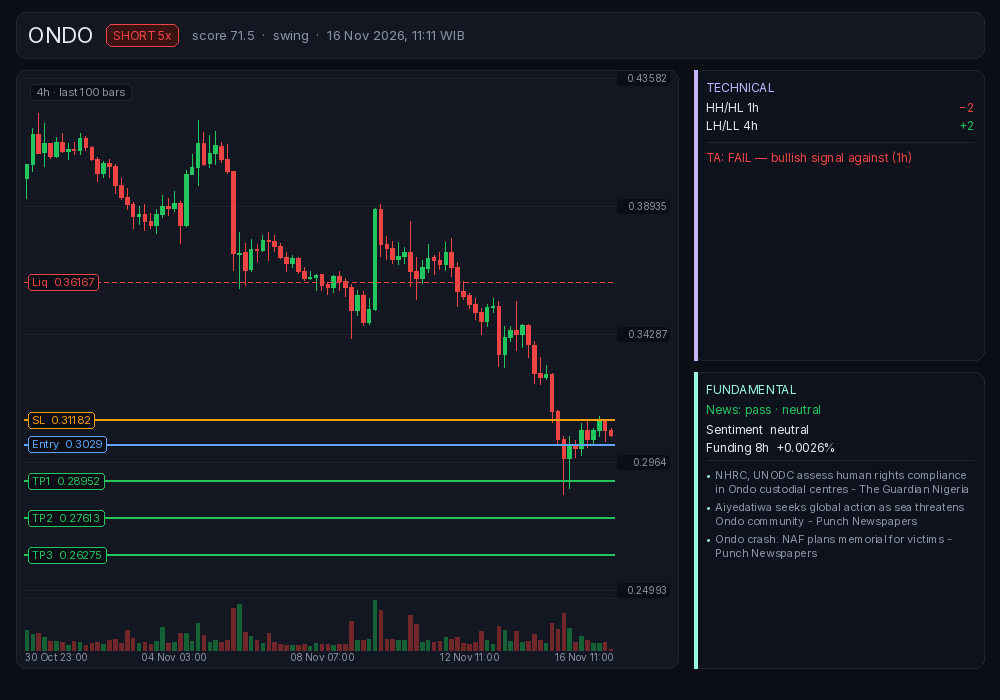 ONDO SHORT 5x score 71.5 · swing · 16 Nov 2026, 11:11 WIB
4h · last 100 bars
0.43582
0.38935
Liq 0.36167
0.34287
SL 0.31182
Entry 0.3029
0.2964
TP1 0.28952
TP2 0.27613
TP3 0.26275
0.24993
30 Oct 23:00 04 Nov 03:00 08 Nov 07:00 12 Nov 11:00 16 Nov 11:00
TECHNICAL
HH/HL 1h −2
LH/LL 4h +2
TA: FAIL — bullish signal against (1h)
FUNDAMENTAL
News: pass · neutral
Sentiment neutral
Funding 8h +0.0026%
• NHRC, UNODC assess human rights compliance
in Ondo custodial centres - The Guardian Nigeria
• Aiyedatiwa seeks global action as sea threatens
Ondo community - Punch Newspapers
• Ondo crash: NAF plans memorial for victims -
Punch Newspapers